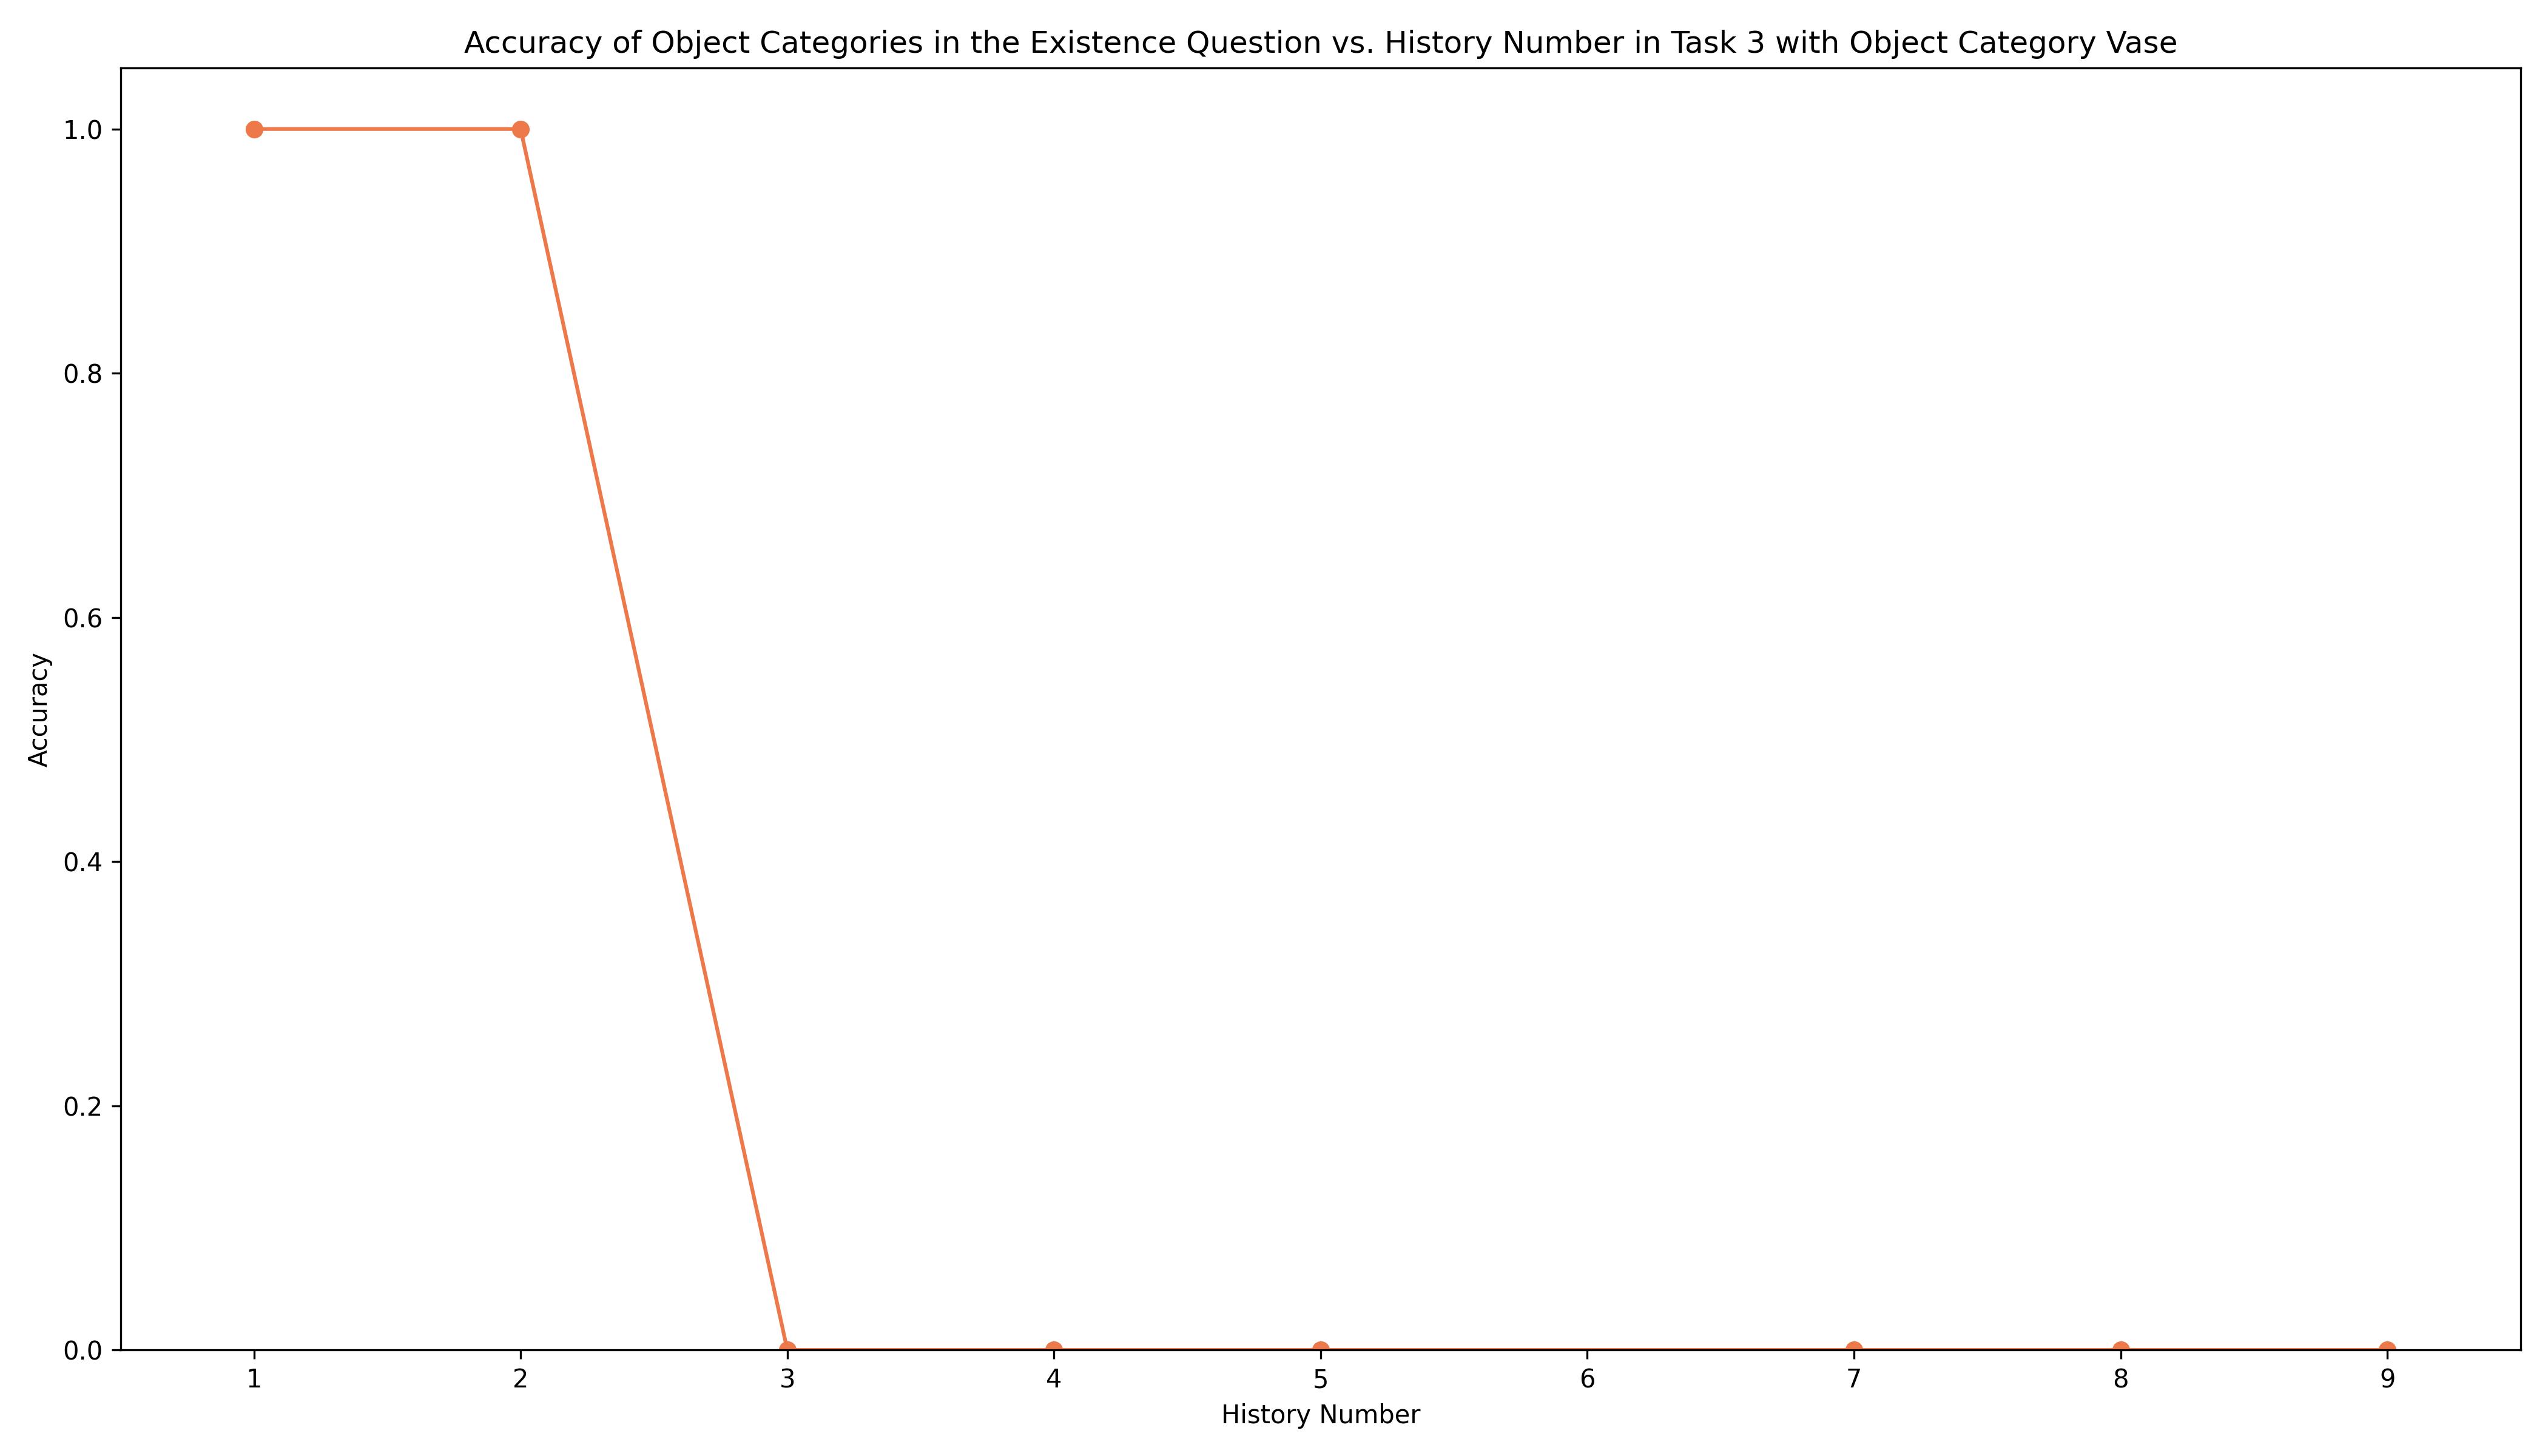 Accuracy of Object Categories in the Existence Question vs. History Number in Task 3 with Object Category Vase
1.0
0.8
0.6
0.4
0.2
0.0
Accuracy
1 2 3 4 5 6 7 8 9
History Number